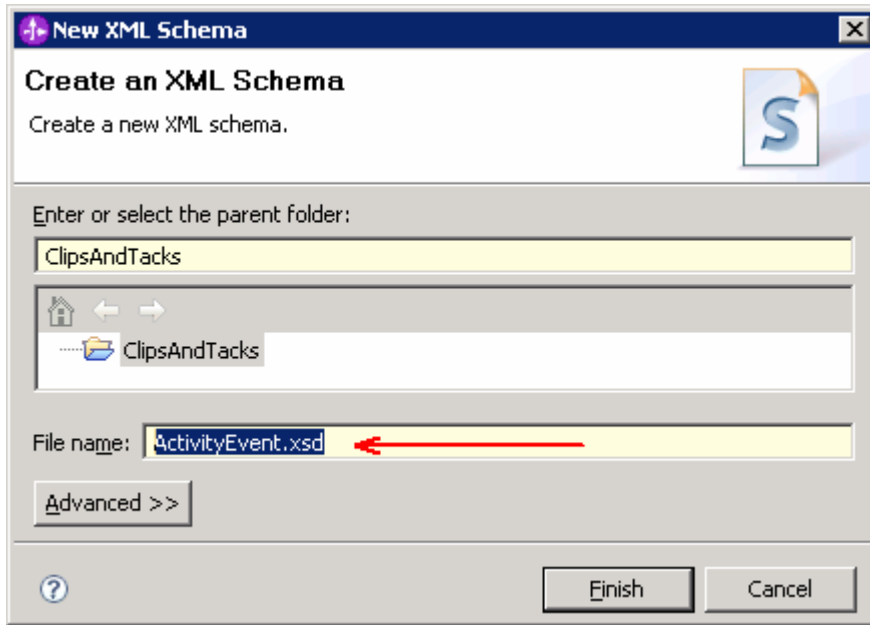 New XML Schema
Create an XML Schema
Create a new XML schema.
Enter or select the parent folder:
ClipsAndTacks
ClipsAndTacks
File name: ActivityEvent.xsd
Advanced >>
Finish Cancel